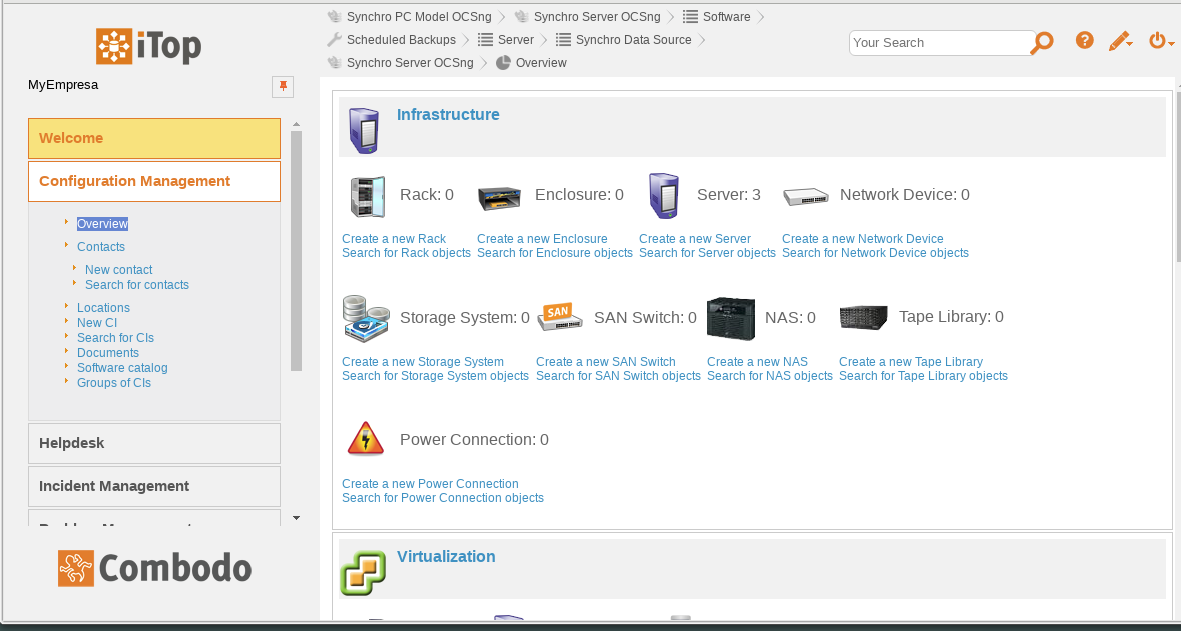 iTop
MyEmpresa
Synchro PC Model OCSng Synchro Server OCSng Software
Scheduled Backups Server Synchro Data Source
Synchro Server OCSng Overview
Your Search
Welcome
Configuration Management
Overview
Contacts
New contact
Search for contacts
Locations
New CI
Search for CIs
Documents
Software catalog
Groups of CIs
Helpdesk
Incident Management
Combodo
Infrastructure
Rack: 0 Enclosure: 0 Server: 3 Network Device: 0
Create a new Rack Create a new Enclosure Create a new Server Create a new Network Device
Search for Rack objects Search for Enclosure objects Search for Server objects Search for Network Device objects
Storage System: 0 SAN Switch: 0 NAS: 0 Tape Library: 0
SAN
Create a new Storage System Create a new SAN Switch Create a new NAS Create a new Tape Library
Search for Storage System objects Search for SAN Switch objects Search for NAS objects Search for Tape Library objects
Power Connection: 0
Create a new Power Connection
Search for Power Connection objects
Virtualization